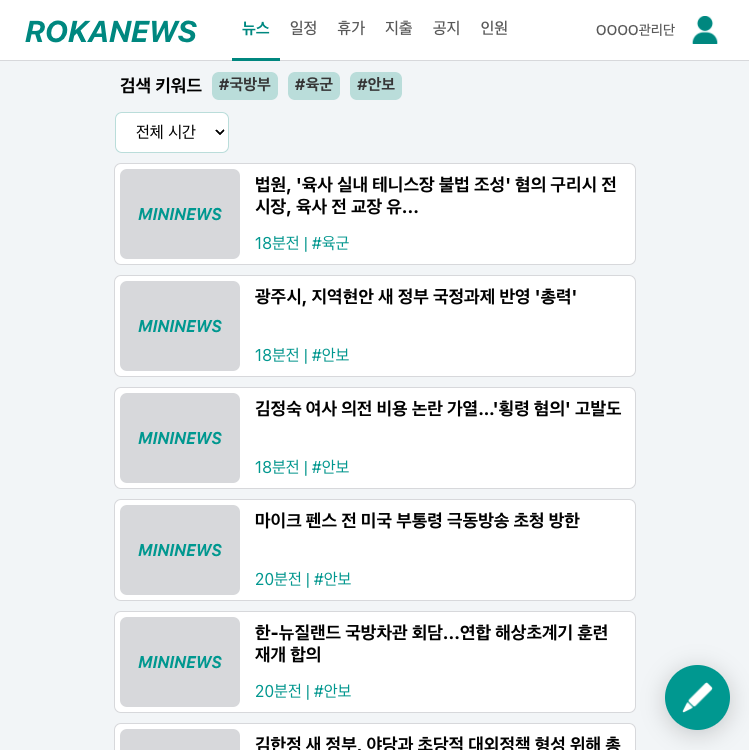 ROKANEWS
뉴스 일정 휴가 지출 공지 인원
OOOO관리단
검색 키워드 #국방부 #육군 #안보
전체 시간
MININEWS
법원, '육사 실내 테니스장 불법 조성' 혐의 구리시 전
시장, 육사 전 교장 유...
18분전 | #육군
MININEWS
광주시, 지역현안 새 정부 국정과제 반영 '총력'
18분전 | #안보
MININEWS
김정숙 여사 의전 비용 논란 가열...'횡령 혐의' 고발도
18분전 | #안보
MININEWS
마이크 펜스 전 미국 부통령 극동방송 초청 방한
20분전 | #안보
MININEWS
한-뉴질랜드 국방차관 회담...연합 해상초계기 훈련
재개 합의
20분전 | #안보
김한정 새 정부, 야당과 초당적 대외정책 형성 위해 총